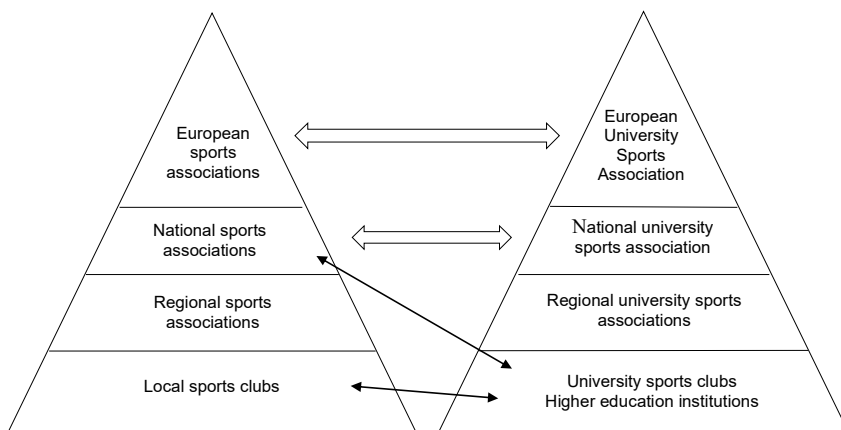 European
sports
associations
European
University
Sports
Association
National sports
associations
National university
sports association
Regional sports
associations
Regional university sports
associations
Local sports clubs
University sports clubs
Higher education institutions